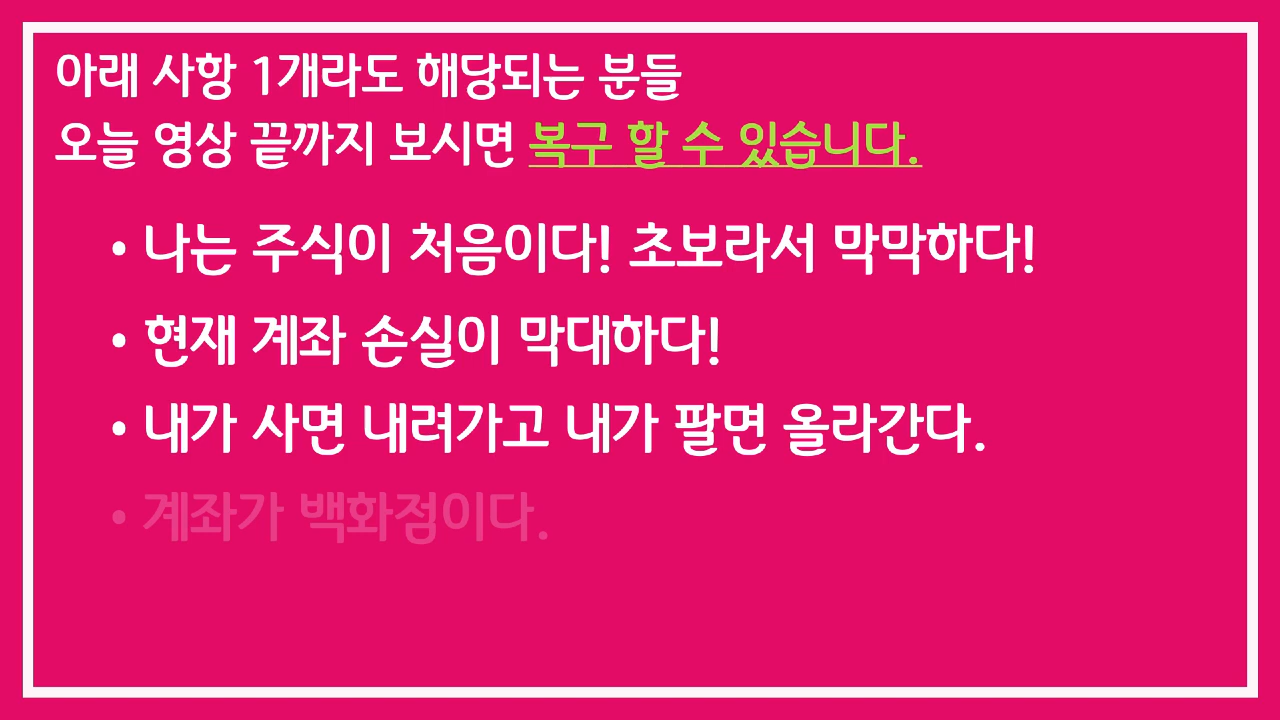 아래 사항 1개라도 해당되는 분들
오늘 영상 끝까지 보시면 복구 할 수 있습니다.
• 나는 주식이 처음이다! 초보라서 막막하다!
• 현재 계좌 손실이 막대하다!
• 내가 사면 내려가고 내가 팔면 올라간다.
• 계좌가 백화점이다.